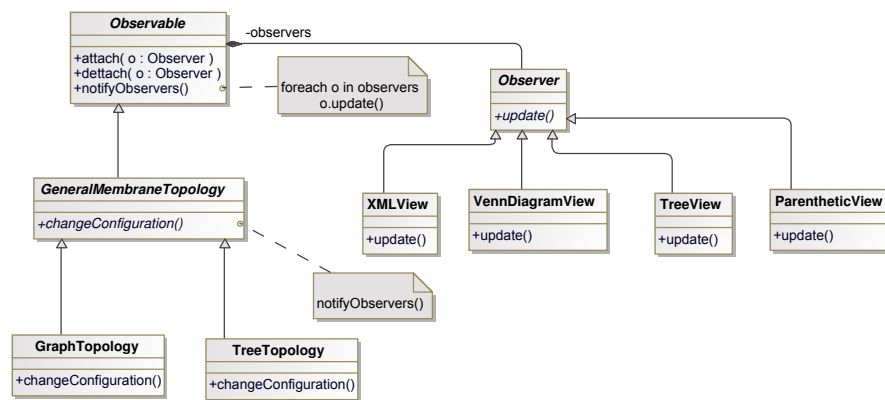 Observable
+attach( o : Observer )
+dettach( o : Observer )
+notifyObservers()
-observers
foreach o in observers
o.update()
Observer
+update()
GeneralMembraneTopology
+changeConfiguration()
XMLView
+update()
VennDiagramView
+update()
TreeView
+update()
ParentheticView
+update()
notifyObservers()
GraphTopology
+changeConfiguration()
TreeTopology
+changeConfiguration()